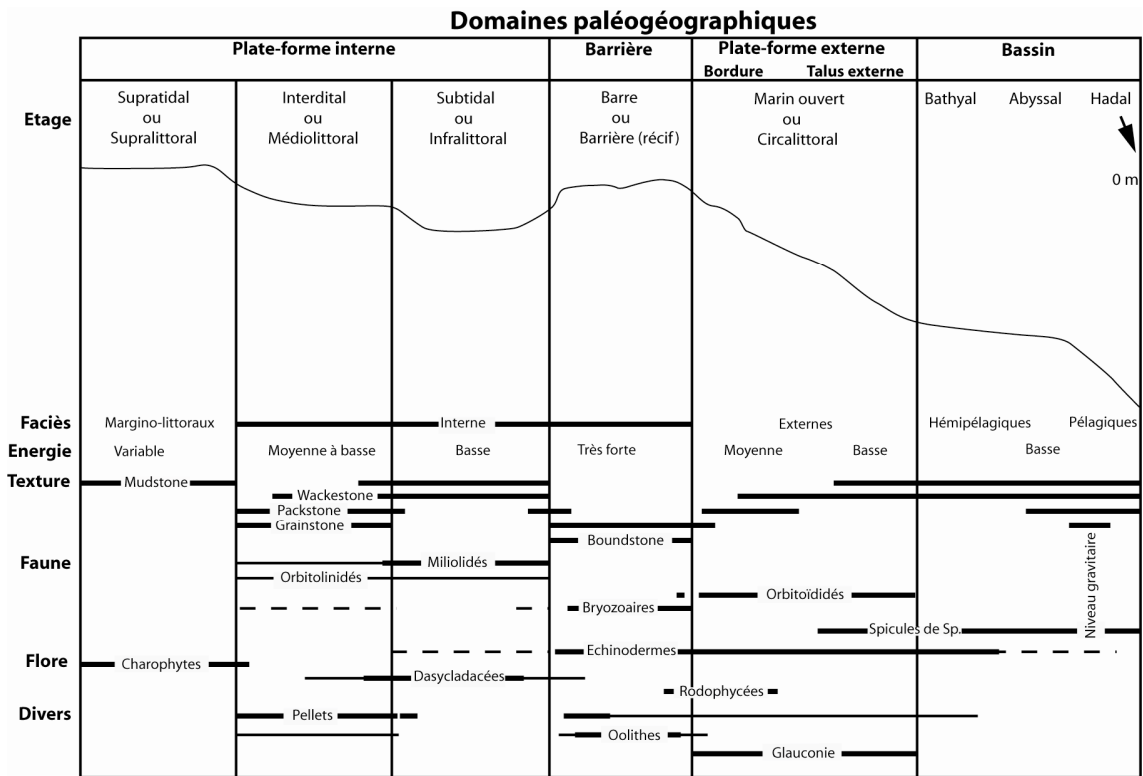 Domaines paléogéographiques
Plate-forme interne Barrière Plate-forme externe Bassin
Bordure Talus externe
Etage
Supratidal
ou
Supralittoral
Interdital
ou
Médiolittoral
Subtidal
ou
Infralittoral
Barre
ou
Barrière (récif)
Marin ouvert
ou
Circalittoral
Bathyal Abyssal Hadal
0 m
Faciès Margino-littoraux Interne Externes Hémipélagiques Pélagiques
Energie Variable Moyenne à basse Basse Très forte Moyenne Basse Basse
Texture Mudstone
Wackestone
Packstone
Grainstone
Boundstone
Niveau gravitaire
Faune Miliolidés
Orbitolinidés
Orbitoïdidés
Bryozoaires
Spicules de Sp.
Echinodermes
Flore Charophytes
Dasycladacées
Rodophycées
Divers Pellets
Oolithes
Glauconie